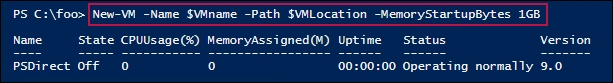 PS C:\foo> New-VM -Name $VMname -Path $VMLocation -MemoryStartupBytes 1GB
Name State CPUUsage(%) MemoryAssigned(M) Uptime Status Version
---- ----- ----------- ----------------- ------ ------ -------
PSDirect Off 0 0 00:00:00 Operating normally 9.0